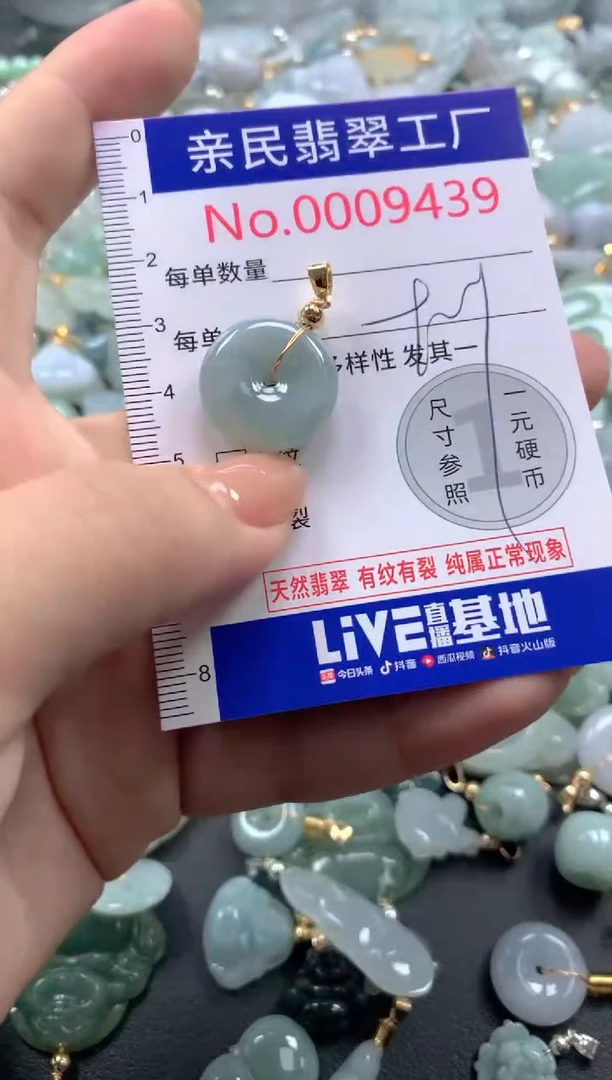 亲民翡翠工厂
No.0009439
0
1
2
3
4
5
8
每单数量
每单
多样性 发其一
尺寸参照
一元硬币
1
裂
天然翡翠 有纹有裂 纯属正常现象
LiVE直播基地
今日头条 抖音 西瓜视频 抖音火山版